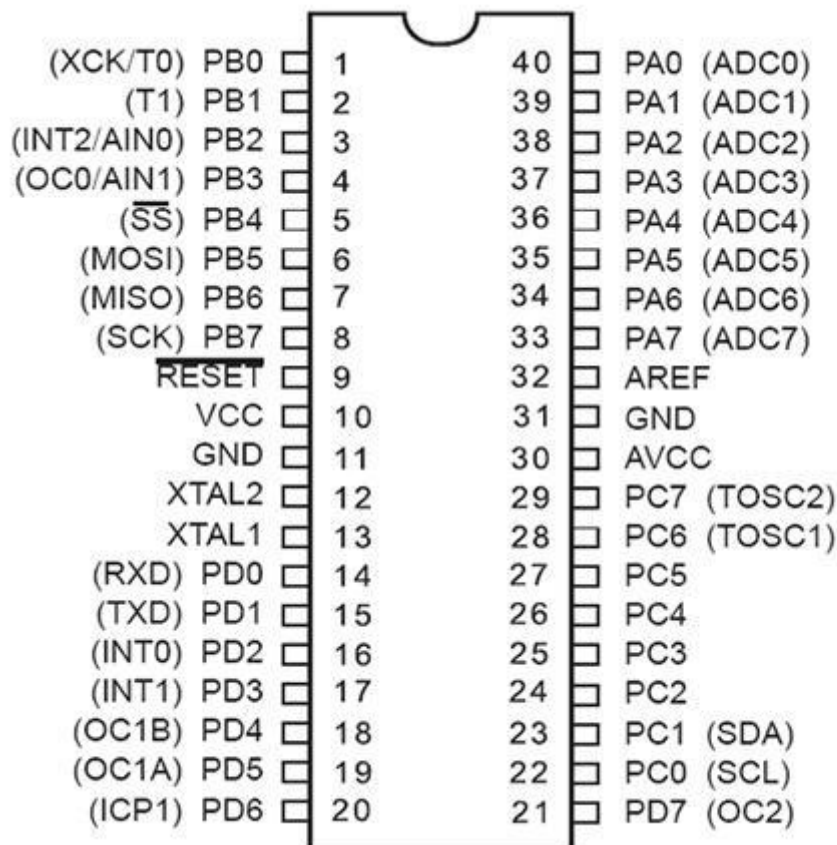 (XCK/T0) PB0 1 40 PA0 (ADC0)
(T1) PB1 2 39 PA1 (ADC1)
(INT2/AIN0) PB2 3 38 PA2 (ADC2)
(OC0/AIN1) PB3 4 37 PA3 (ADC3)
(SS) PB4 5 36 PA4 (ADC4)
(MOSI) PB5 6 35 PA5 (ADC5)
(MISO) PB6 7 34 PA6 (ADC6)
(SCK) PB7 8 33 PA7 (ADC7)
RESET 9 32 AREF
VCC 10 31 GND
GND 11 30 AVCC
XTAL2 12 29 PC7 (TOSC2)
XTAL1 13 28 PC6 (TOSC1)
(RXD) PD0 14 27 PC5
(TXD) PD1 15 26 PC4
(INT0) PD2 16 25 PC3
(INT1) PD3 17 24 PC2
(OC1B) PD4 18 23 PC1 (SDA)
(OC1A) PD5 19 22 PC0 (SCL)
(ICP1) PD6 20 21 PD7 (OC2)